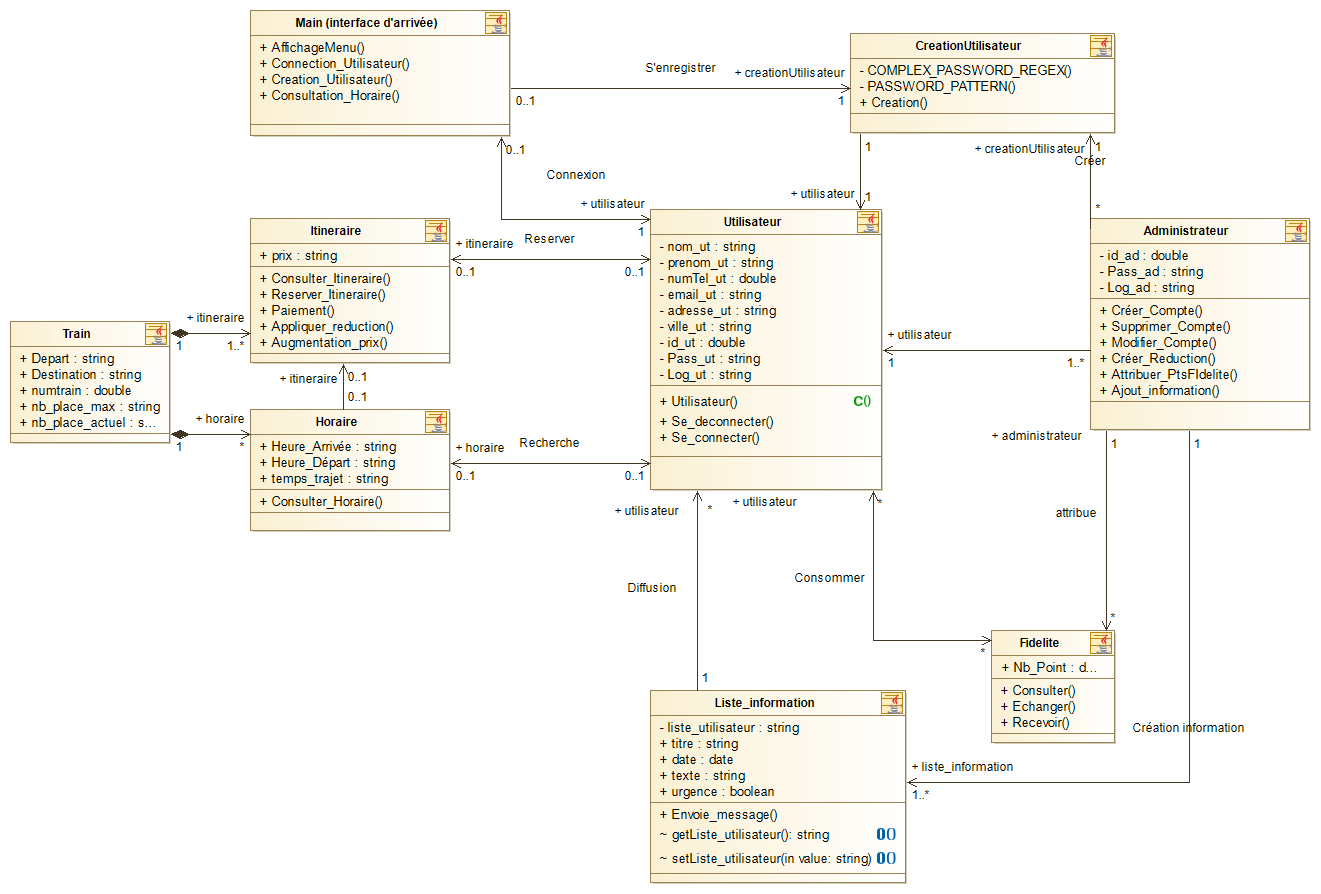 Main (interface d'arrivée)
+ AffichageMenu()
+ Connection_Utilisateur()
+ Creation_Utilisateur()
+ Consultation_Horaire()
S'enregistrer
+ creationUtilisateur
0..1
1
CreationUtilisateur
- COMPLEX_PASSWORD_REGEX()
- PASSWORD_PATTERN()
+ Creation()
0..1
Connexion
+ utilisateur
1
1
+ utilisateur
1
+ creationUtilisateur
1
Créer
*
Itineraire
+ prix : string
+ Consulter_Itineraire()
+ Reserver_Itineraire()
+ Paiement()
+ Appliquer_reduction()
+ Augmentation_prix()
+ itineraire
Reserver
0..1
0..1
Utilisateur
- nom_ut : string
- prenom_ut : string
- numTel_ut : double
- email_ut : string
- adresse_ut : string
- ville_ut : string
- id_ut : double
- Pass_ut : string
- Log_ut : string
+ Utilisateur()
C()
+ Se_deconnecter()
+ Se_connecter()
Administrateur
- id_ad : double
- Pass_ad : string
- Log_ad : string
+ Créer_Compte()
+ Supprimer_Compte()
+ Modifier_Compte()
+ Créer_Reduction()
+ Attribuer_PtsFIdelite()
+ Ajout_information()
+ utilisateur
1
1..*
Train
+ Depart : string
+ Destination : string
+ numtrain : double
+ nb_place_max : string
+ nb_place_actuel : s...
+ itineraire
1
1..*
+ horaire
1
*
+ itineraire
0..1
0..1
Horaire
+ Heure_Arrivée : string
+ Heure_Départ : string
+ temps_trajet : string
+ Consulter_Horaire()
+ horaire
Recherche
0..1
0..1
+ utilisateur
*
Diffusion
1
+ utilisateur
*
Consommer
*
+ administrateur
1
attribue
*
1
Fidelite
+ Nb_Point : d...
+ Consulter()
+ Echanger()
+ Recevoir()
Création information
+ liste_information
1..*
Liste_information
- liste_utilisateur : string
+ titre : string
+ date : date
+ texte : string
+ urgence : boolean
+ Envoie_message()
~ getListe_utilisateur(): string
0()
~ setListe_utilisateur(in value: string)
0()